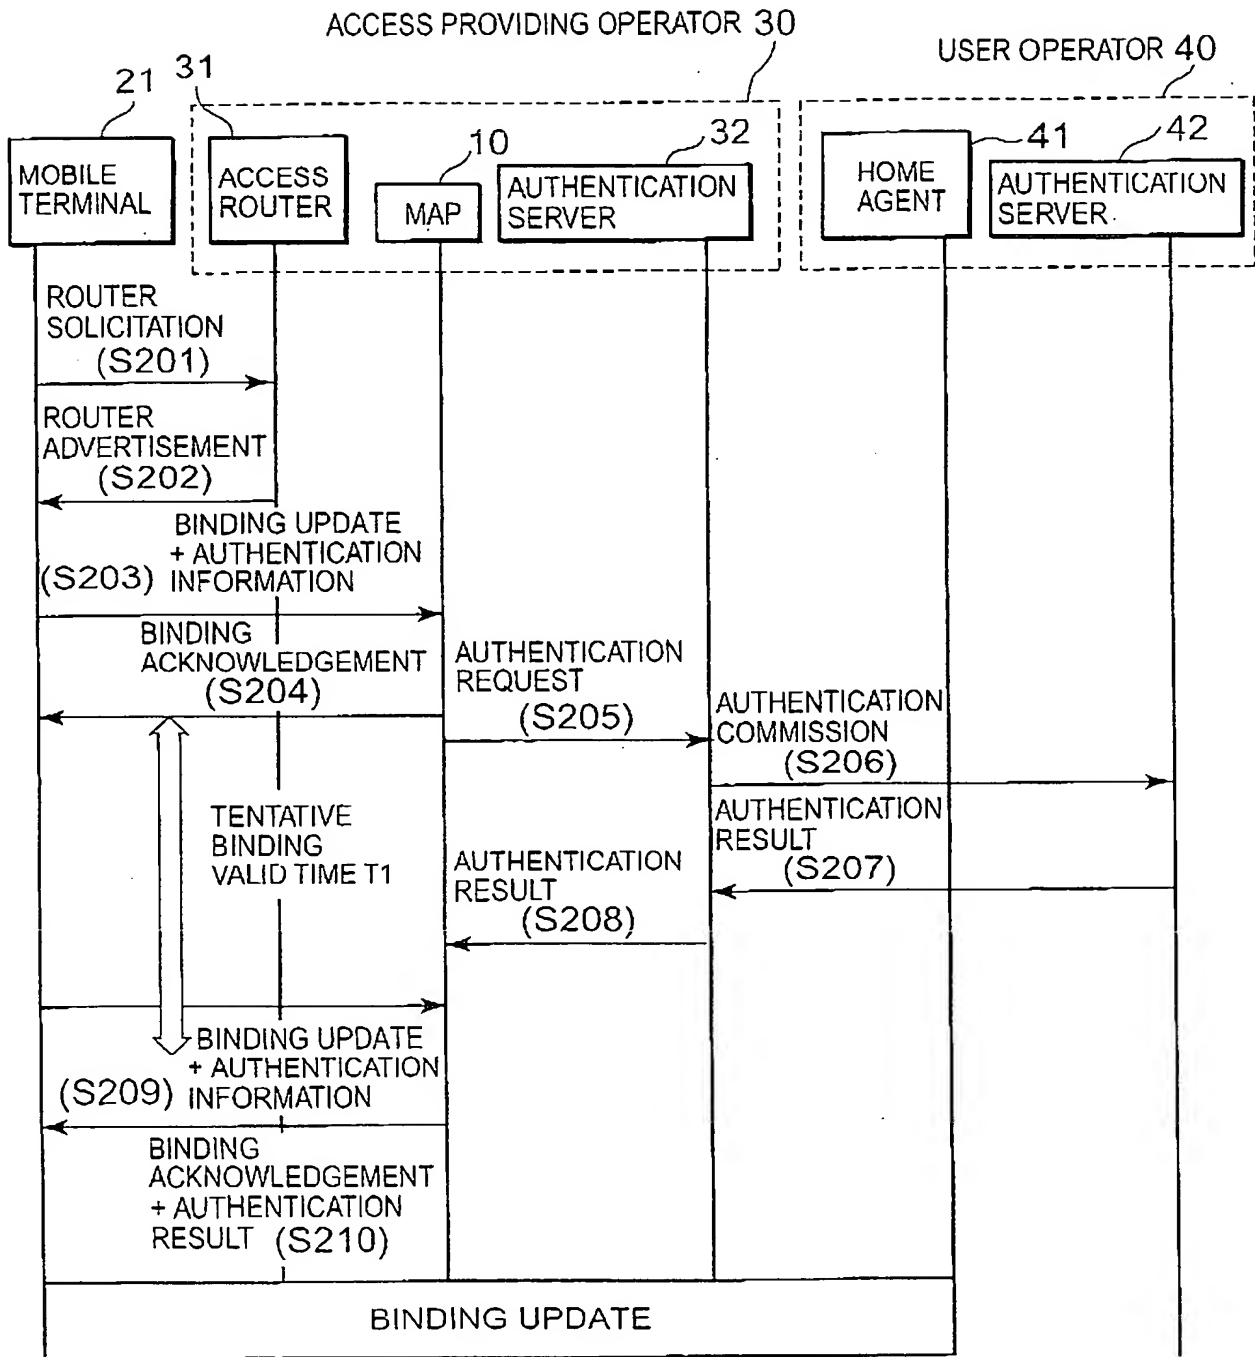 ACCESS PROVIDING OPERATOR 30
USER OPERATOR 40
21
31
10
32
41
42
MOBILE
TERMINAL
ACCESS
ROUTER
MAP
AUTHENTICATION
SERVER
HOME
AGENT
AUTHENTICATION
SERVER
ROUTER
SOLICITATION
(S201)
ROUTER
ADVERTISEMENT
(S202)
BINDING UPDATE
+ AUTHENTICATION
(S203) INFORMATION
BINDING
ACKNOWLEDGEMENT
(S204)
AUTHENTICATION
REQUEST
(S205)
AUTHENTICATION
COMMISSION
(S206)
TENTATIVE
BINDING
VALID TIME T1
AUTHENTICATION
RESULT
(S207)
AUTHENTICATION
RESULT
(S208)
BINDING UPDATE
+ AUTHENTICATION
(S209) INFORMATION
BINDING
ACKNOWLEDGEMENT
+ AUTHENTICATION
RESULT (S210)
BINDING UPDATE